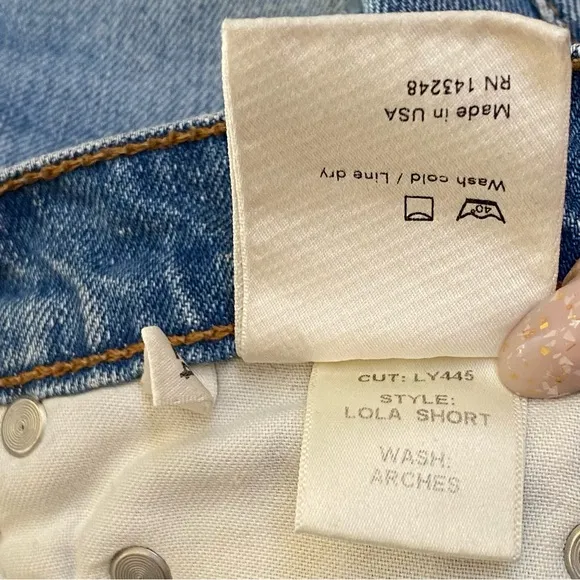 Wash cold / Line dry
Made in USA
RN 143248
40°
CUT: LY445
STYLE:
LOLA SHORT
WASH:
ARCHES